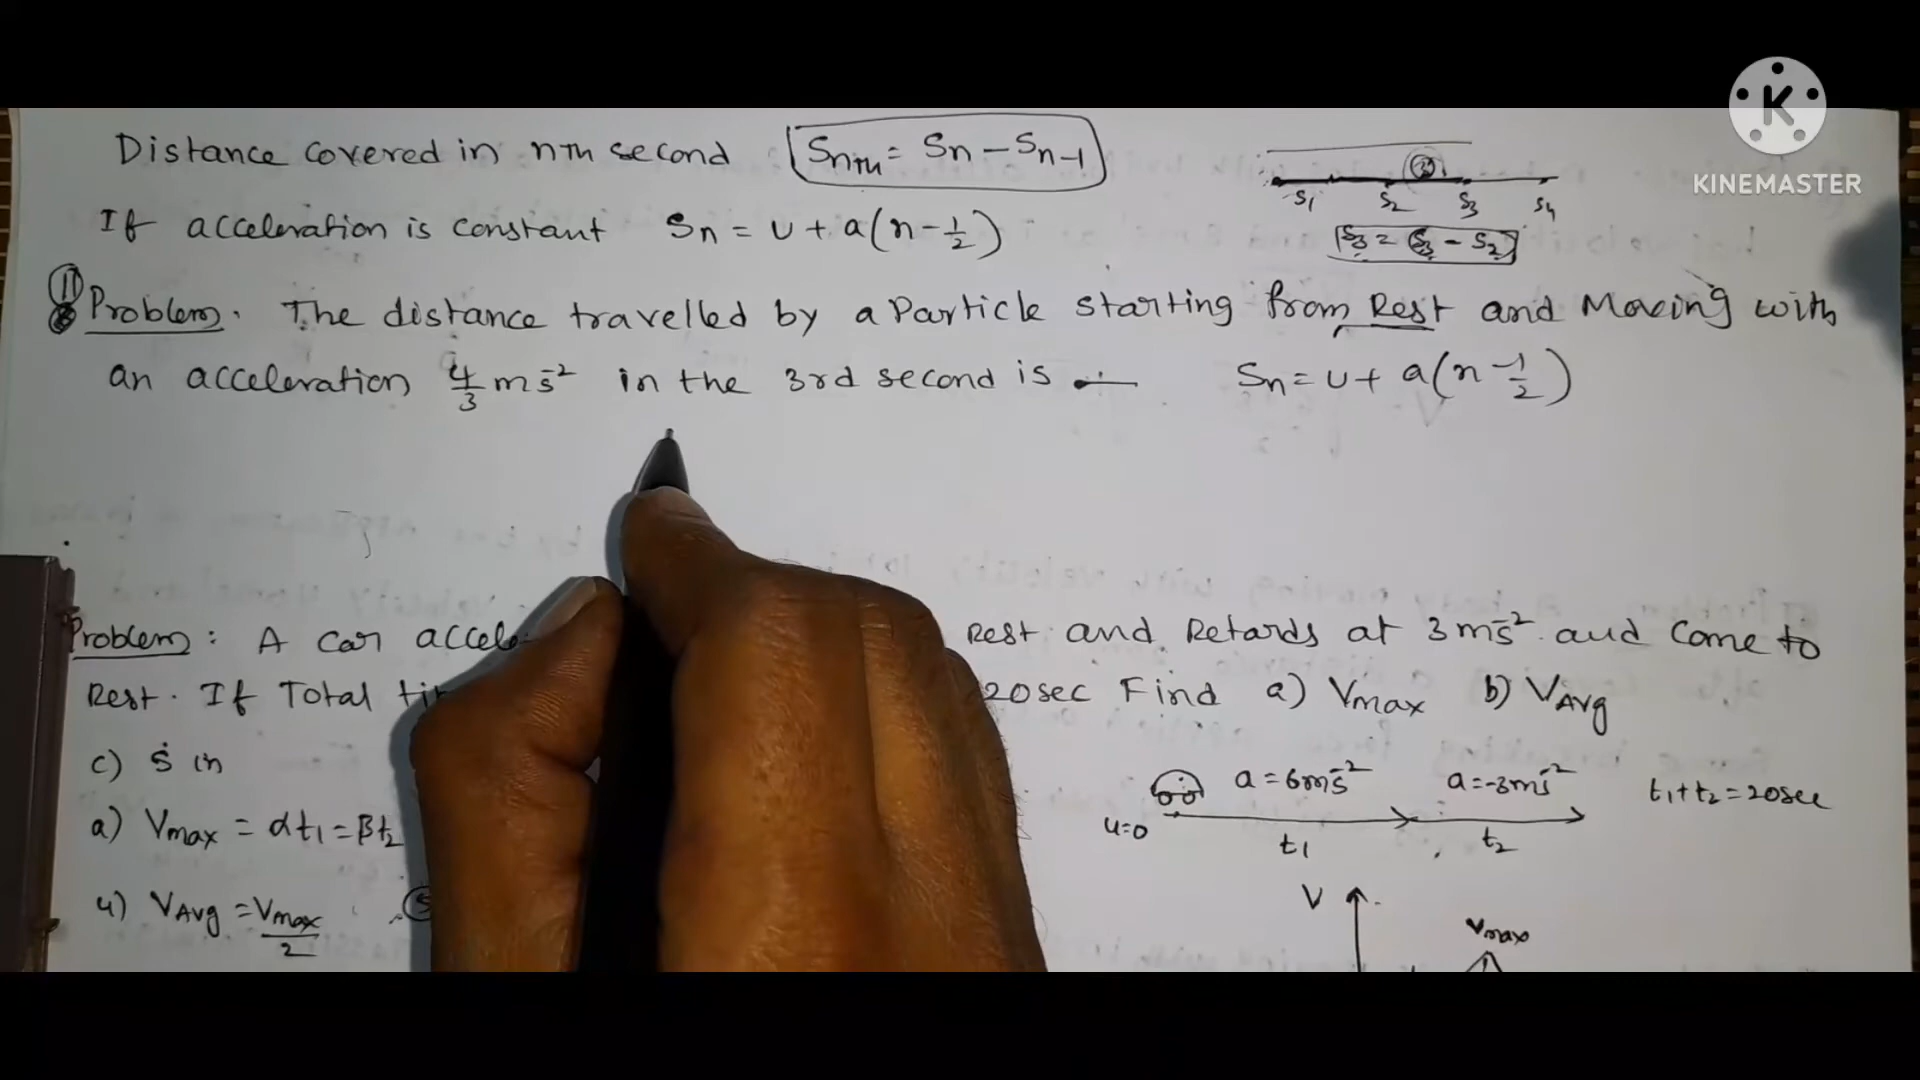 Distance covered in nth second  Snth = Sn – Sn-1
S1 S2 S3 S4
If acceleration is constant  Sn = u + a(n - 1/2)
S3 = S3 - S2
11 Problem. The distance travelled by a Particle starting from Rest and Moving with
an acceleration 4/3 ms-2 in the 3rd second is —  Sn = u + a(n - 1/2)
Problem: A car accele Rest and Retards at 3ms-2 and come to
Rest. If Total 20sec Find a) Vmax b) VAvg
c) S in
a = 6ms-2  a = -3ms-2  t1+t2 = 20sec
u=0  t1  t2
a) Vmax = αt1 = βt2
4) VAvg = Vmax/2
V
Vmax
K
KINEMASTER